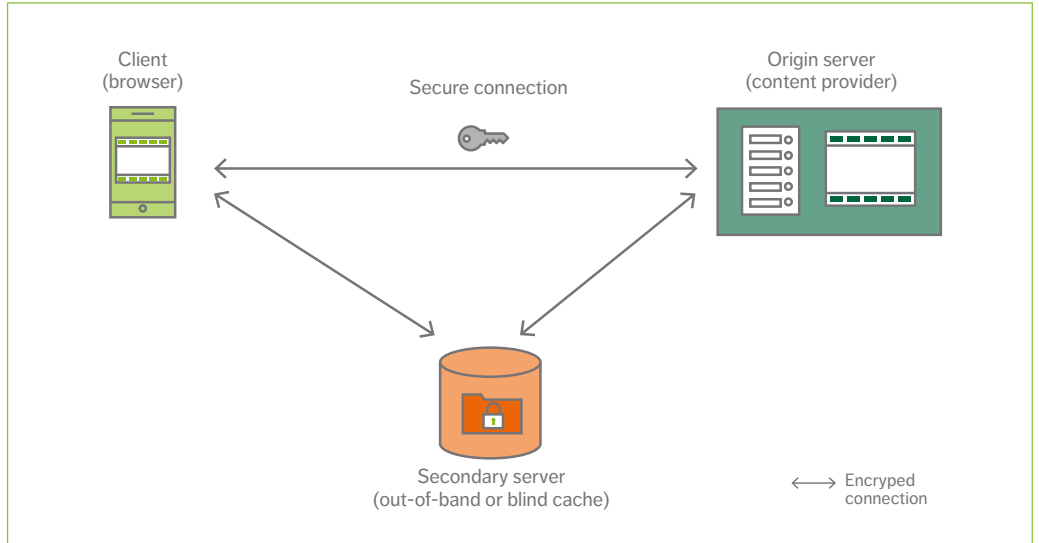 Client
(browser)
Secure connection
Origin server
(content provider)
Secondary server
(out-of-band or blind cache)
Encryped
connection